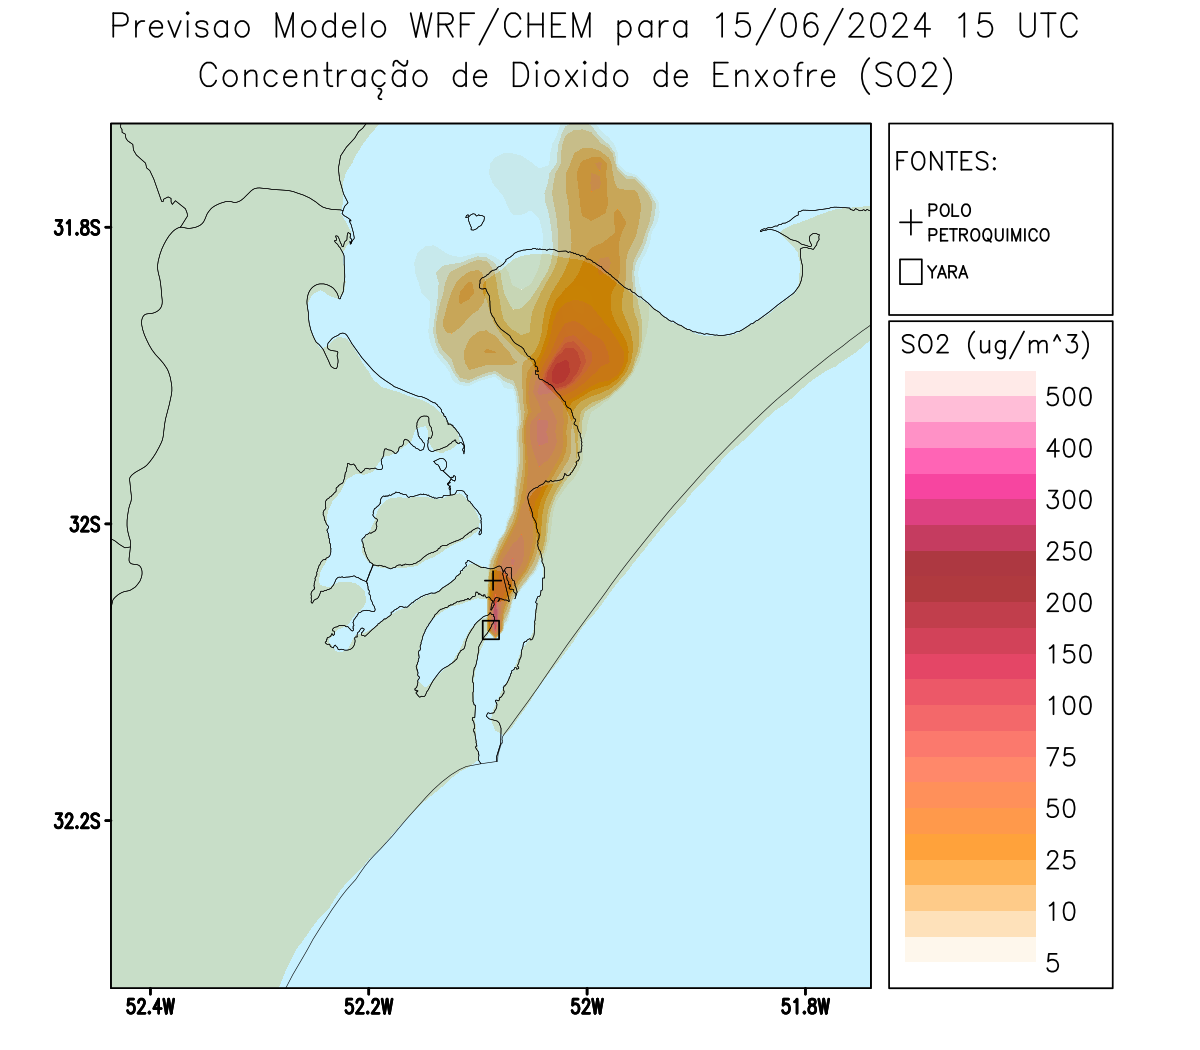 Previsao Modelo WRF/CHEM para 15/06/2024 15 UTC
Concentração de Dioxido de Enxofre (SO2)
FONTES:
POLO
PETROQUIMICO
YARA
SO2 (ug/m^3)
500
400
300
250
200
150
100
75
50
25
10
5
31.8S
32S
32.2S
52.4W
52.2W
52W
51.8W